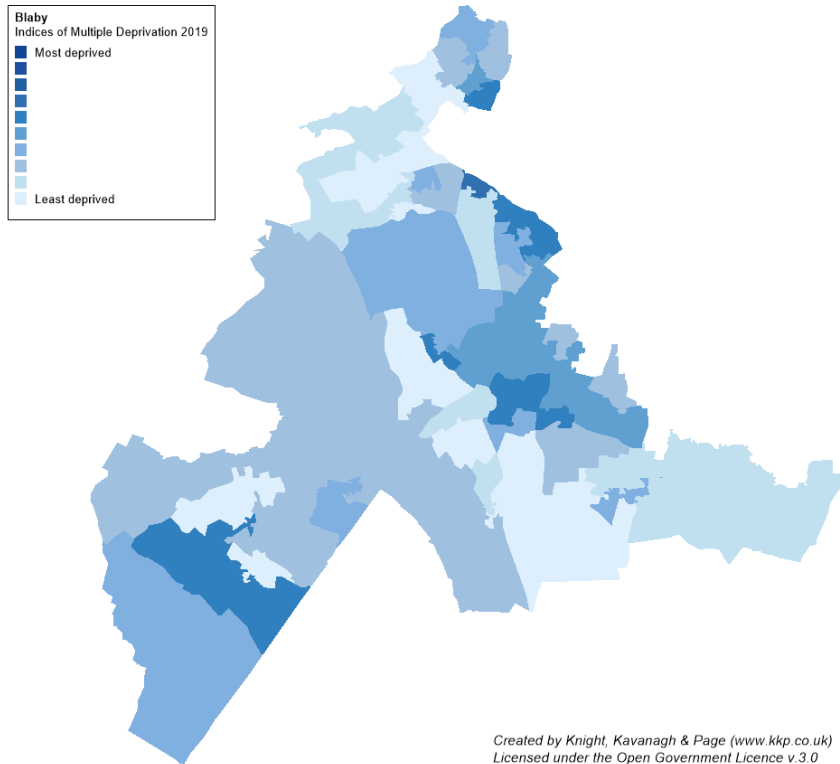 Blaby
Indices of Multiple Deprivation 2019
Most deprived
Least deprived
Created by Knight, Kavanagh & Page (www.kkp.co.uk)
Licensed under the Open Government Licence v.3.0